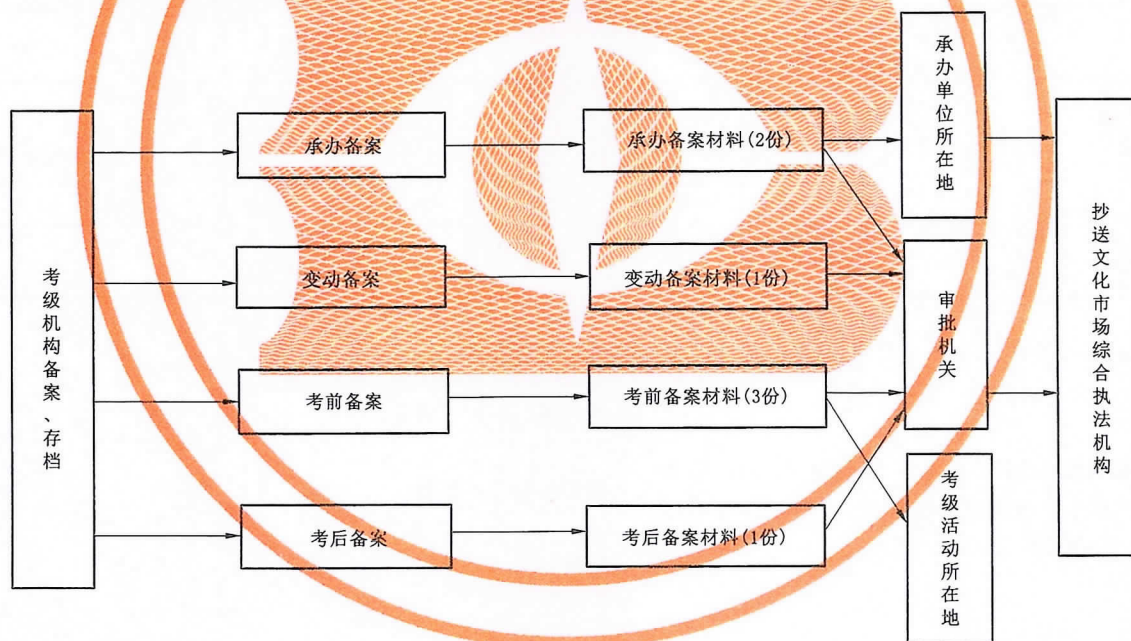 考级机构备案、存档
承办备案
承办备案材料(2份)
变动备案
变动备案材料(1份)
考前备案
考前备案材料(3份)
考后备案
考后备案材料(1份)
承办单位所在地
审批机关
考级活动所在地
抄送文化市场综合执法机构